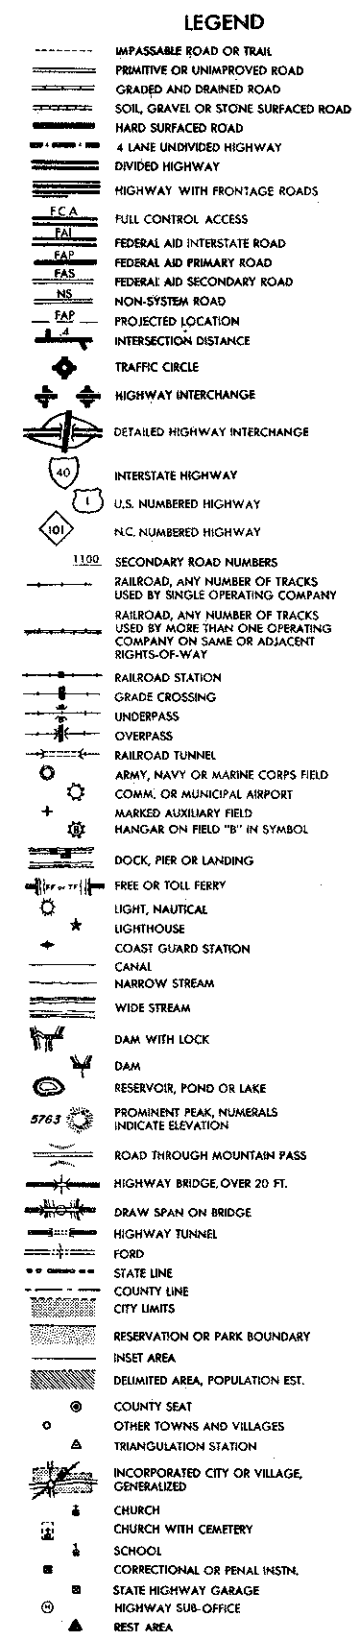 LEGEND
IMPASSABLE ROAD OR TRAIL
PRIMITIVE OR UNIMPROVED ROAD
GRADED AND DRAINED ROAD
SOIL, GRAVEL OR STONE SURFACED ROAD
HARD SURFACED ROAD
4 4 4 LANE UNDIVIDED HIGHWAY
DIVIDED HIGHWAY
HIGHWAY WITH FRONTAGE ROADS
FCA FULL CONTROL ACCESS
FAI FEDERAL AID INTERSTATE ROAD
FAP FEDERAL AID PRIMARY ROAD
FAS FEDERAL AID SECONDARY ROAD
NS NON-SYSTEM ROAD
FAP PROJECTED LOCATION
.4 INTERSECTION DISTANCE
TRAFFIC CIRCLE
HIGHWAY INTERCHANGE
DETAILED HIGHWAY INTERCHANGE
40 INTERSTATE HIGHWAY
1 U.S. NUMBERED HIGHWAY
101 N.C. NUMBERED HIGHWAY
1100 SECONDARY ROAD NUMBERS
RAILROAD, ANY NUMBER OF TRACKS
USED BY SINGLE OPERATING COMPANY
RAILROAD, ANY NUMBER OF TRACKS
USED BY MORE THAN ONE OPERATING
COMPANY ON SAME OR ADJACENT
RIGHTS-OF-WAY
RAILROAD STATION
GRADE CROSSING
UNDERPASS
OVERPASS
RAILROAD TUNNEL
ARMY, NAVY OR MARINE CORPS FIELD
COMM. OR MUNICIPAL AIRPORT
MARKED AUXILIARY FIELD
B HANGAR ON FIELD "B" IN SYMBOL
DOCK, PIER OR LANDING
FF or TF FREE OR TOLL FERRY
LIGHT, NAUTICAL
LIGHTHOUSE
COAST GUARD STATION
CANAL
NARROW STREAM
WIDE STREAM
DAM WITH LOCK
DAM
RESERVOIR, POND OR LAKE
5763 PROMINENT PEAK, NUMERALS
INDICATE ELEVATION
ROAD THROUGH MOUNTAIN PASS
HIGHWAY BRIDGE, OVER 20 FT.
DRAW SPAN ON BRIDGE
HIGHWAY TUNNEL
FORD
STATE LINE
COUNTY LINE
CITY LIMITS
RESERVATION OR PARK BOUNDARY
INSET AREA
DELIMITED AREA, POPULATION EST.
COUNTY SEAT
OTHER TOWNS AND VILLAGES
TRIANGULATION STATION
INCORPORATED CITY OR VILLAGE,
GENERALIZED
CHURCH
CHURCH WITH CEMETERY
SCHOOL
CORRECTIONAL OR PENAL INSTN.
STATE HIGHWAY GARAGE
H HIGHWAY SUB-OFFICE
REST AREA